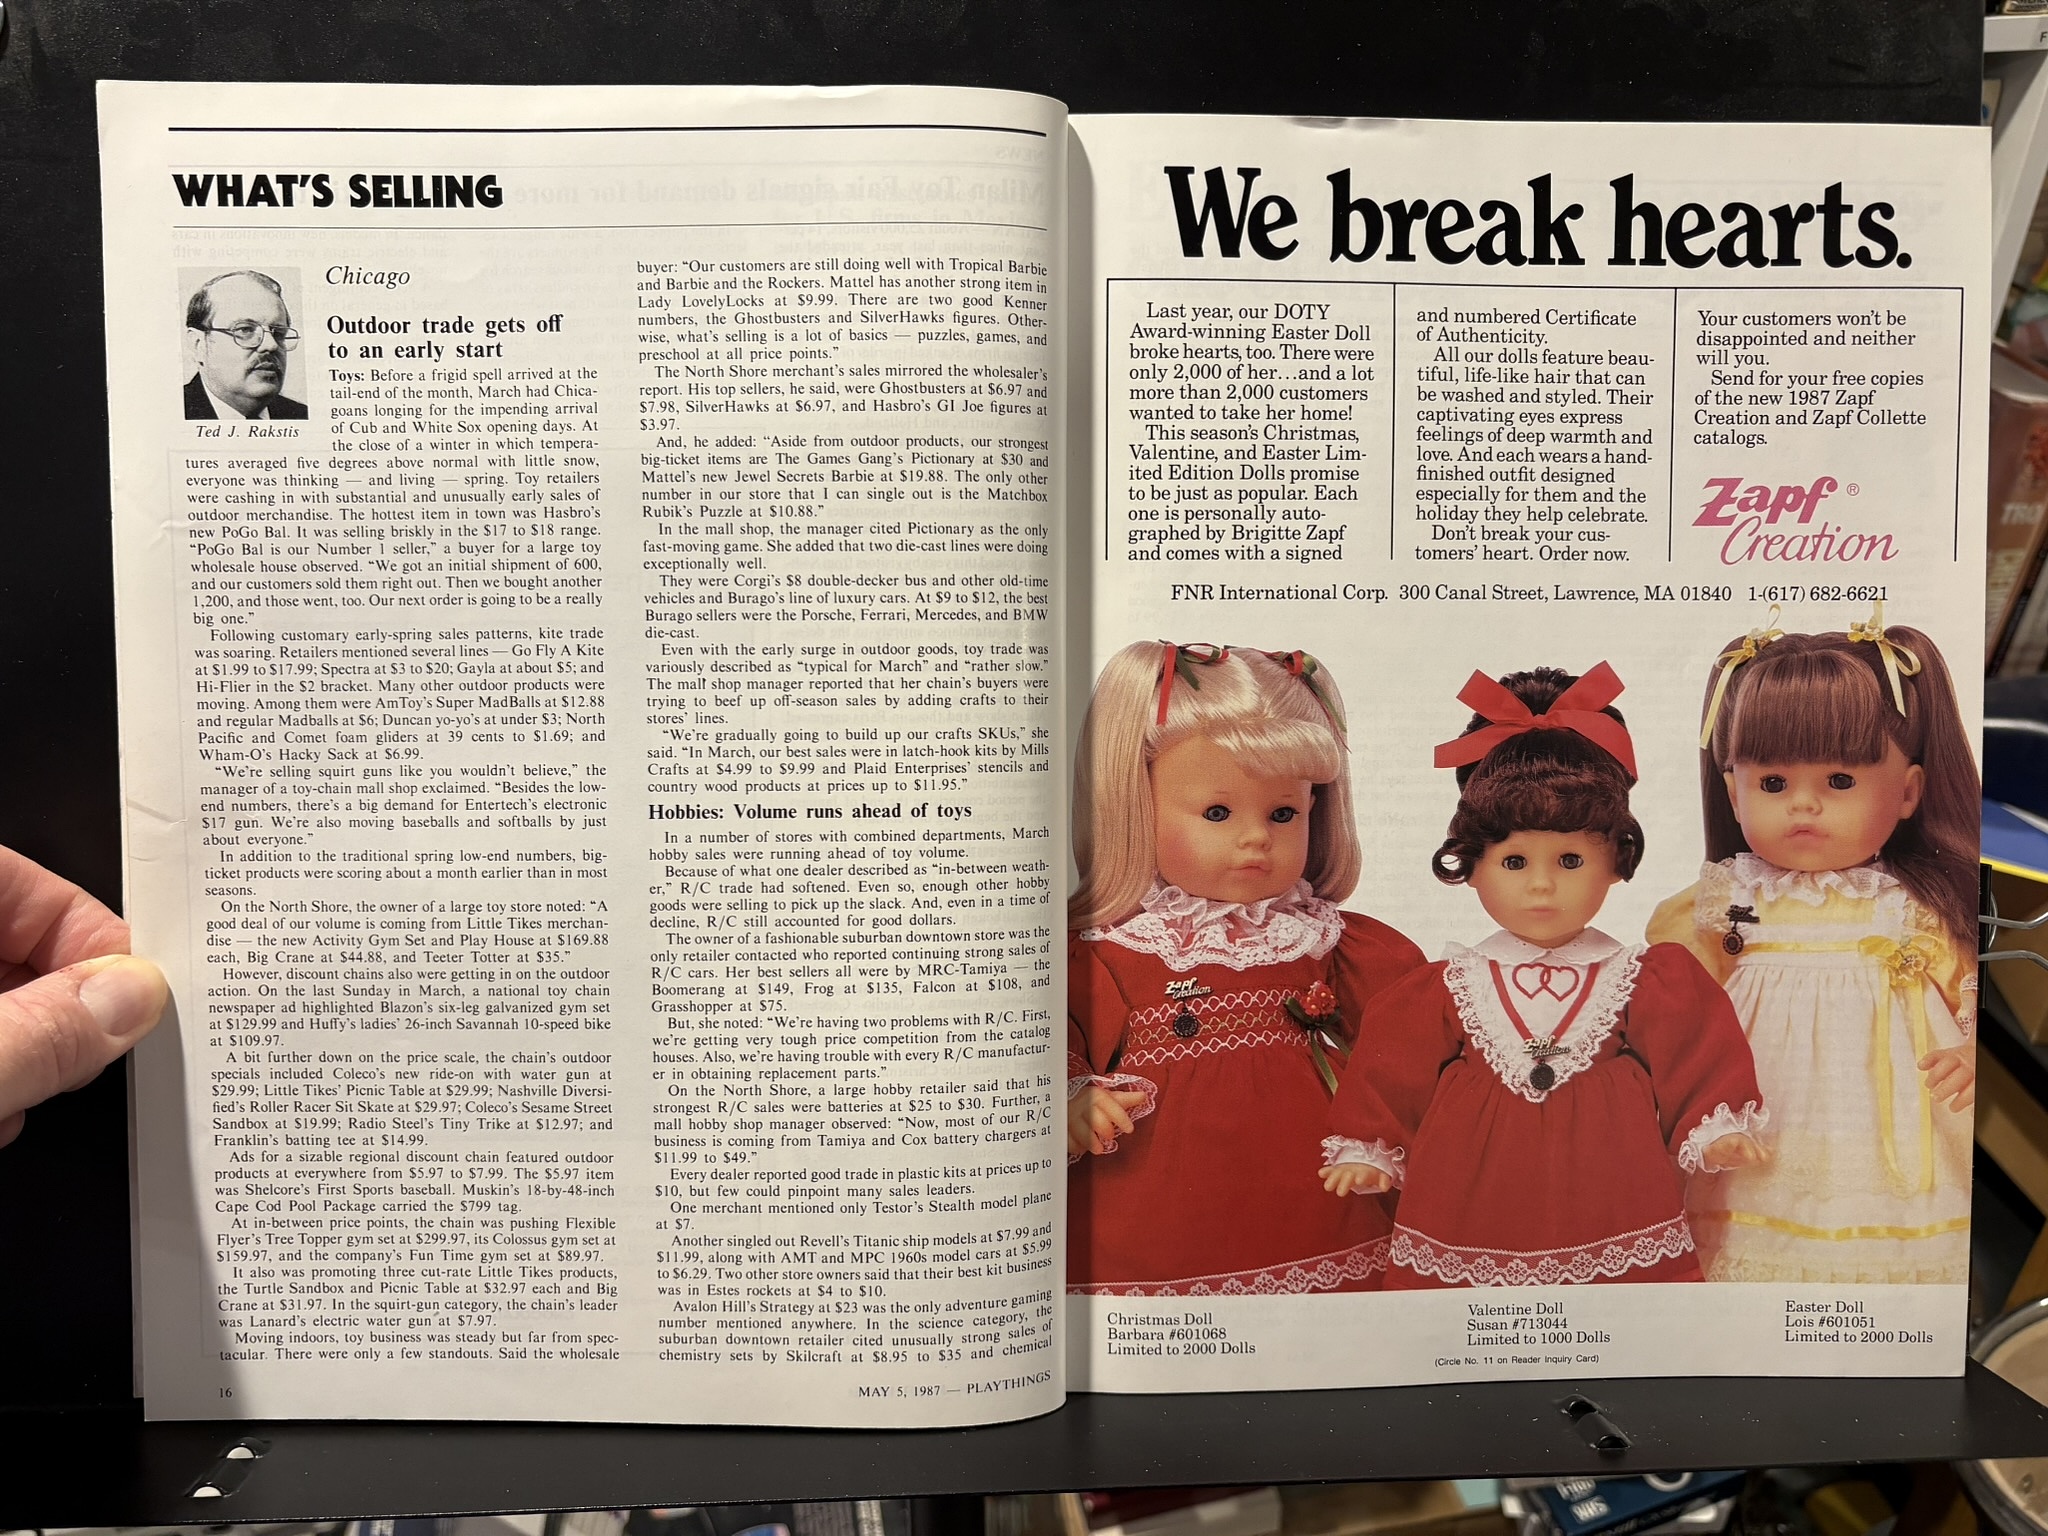 WHAT'S SELLING
Ted J. Rakstis
Chicago
Outdoor trade gets off
to an early start
Toys: Before a frigid spell arrived at the
tail-end of the month, March had Chica-
goans longing for the impending arrival
of Cub and White Sox opening days. At
the close of a winter in which tempera-
tures averaged five degrees above normal with little snow,
everyone was thinking — and living — spring. Toy retailers
were cashing in with substantial and unusually early sales of
outdoor merchandise. The hottest item in town was Hasbro's
new PoGo Bal. It was selling briskly in the $17 to $18 range.
“PoGo Bal is our Number 1 seller,” a buyer for a large toy
wholesale house observed. “We got an initial shipment of 600,
and our customers sold them right out. Then we bought another
1,200, and those went, too. Our next order is going to be a really
big one.”
Following customary early-spring sales patterns, kite trade
was soaring. Retailers mentioned several lines — Go Fly A Kite
at $1.99 to $17.99; Spectra at $3 to $20; Gayla at about $5; and
Hi-Flier in the $2 bracket. Many other outdoor products were
moving. Among them were AmToy's Super MadBalls at $12.88
and regular Madballs at $6; Duncan yo-yo's at under $3; North
Pacific and Comet foam gliders at 39 cents to $1.69; and
Wham-O's Hacky Sack at $6.99.
“We're selling squirt guns like you wouldn't believe,” the
manager of a toy-chain mall shop exclaimed. “Besides the low-
end numbers, there's a big demand for Entertech's electronic
$17 gun. We're also moving baseballs and softballs by just
about everyone.”
In addition to the traditional spring low-end numbers, big-
ticket products were scoring about a month earlier than in most
seasons.
On the North Shore, the owner of a large toy store noted: “A
good deal of our volume is coming from Little Tikes merchan-
dise — the new Activity Gym Set and Play House at $169.88
each, Big Crane at $44.88, and Teeter Totter at $35.”
However, discount chains also were getting in on the outdoor
action. On the last Sunday in March, a national toy chain
newspaper ad highlighted Blazon's six-leg galvanized gym set
at $129.99 and Huffy's ladies' 26-inch Savannah 10-speed bike
at $109.97.
A bit further down on the price scale, the chain's outdoor
specials included Coleco's new ride-on with water gun at
$29.99; Little Tikes' Picnic Table at $29.99; Nashville Diversi-
fied's Roller Racer Sit Skate at $29.97; Coleco's Sesame Street
Sandbox at $19.99; Radio Steel's Tiny Trike at $12.97; and
Franklin's batting tee at $14.99.
Ads for a sizable regional discount chain featured outdoor
products at everywhere from $5.97 to $7.99. The $5.97 item
was Shelcore's First Sports baseball. Muskin's 18-by-48-inch
Cape Cod Pool Package carried the $799 tag.
At in-between price points, the chain was pushing Flexible
Flyer's Tree Topper gym set at $299.97, its Colossus gym set at
$159.97, and the company's Fun Time gym set at $89.97.
It also was promoting three cut-rate Little Tikes products,
the Turtle Sandbox and Picnic Table at $32.97 each and Big
Crane at $31.97. In the squirt-gun category, the chain's leader
was Lanard's electric water gun at $7.97.
Moving indoors, toy business was steady but far from spec-
tacular. There were only a few standouts. Said the wholesale
buyer: “Our customers are still doing well with Tropical Barbie
and Barbie and the Rockers. Mattel has another strong item in
Lady LovelyLocks at $9.99. There are two good Kenner
numbers, the Ghostbusters and SilverHawks figures. Other-
wise, what's selling is a lot of basics — puzzles, games, and
preschool at all price points.”
The North Shore merchant's sales mirrored the wholesaler's
report. His top sellers, he said, were Ghostbusters at $6.97 and
$7.98, SilverHawks at $6.97, and Hasbro's GI Joe figures at
$3.97.
And, he added: “Aside from outdoor products, our strongest
big-ticket items are The Games Gang's Pictionary at $30 and
Mattel's new Jewel Secrets Barbie at $19.88. The only other
number in our store that I can single out is the Matchbox
Rubik's Puzzle at $10.88.”
In the mall shop, the manager cited Pictionary as the only
fast-moving game. She added that two die-cast lines were doing
exceptionally well.
They were Corgi's $8 double-decker bus and other old-time
vehicles and Burago's line of luxury cars. At $9 to $12, the best
Burago sellers were the Porsche, Ferrari, Mercedes, and BMW
die-cast.
Even with the early surge in outdoor goods, toy trade was
variously described as “typical for March” and “rather slow.”
The mall shop manager reported that her chain's buyers were
trying to beef up off-season sales by adding crafts to their
stores' lines.
“We're gradually going to build up our crafts SKUs,” she
said. “In March, our best sales were in latch-hook kits by Mills
Crafts at $4.99 to $9.99 and Plaid Enterprises' stencils and
country wood products at prices up to $11.95.”
Hobbies: Volume runs ahead of toys
In a number of stores with combined departments, March
hobby sales were running ahead of toy volume.
Because of what one dealer described as “in-between weath-
er,” R/C trade had softened. Even so, enough other hobby
goods were selling to pick up the slack. And, even in a time of
decline, R/C still accounted for good dollars.
The owner of a fashionable suburban downtown store was the
only retailer contacted who reported continuing strong sales of
R/C cars. Her best sellers all were by MRC-Tamiya — the
Boomerang at $149, Frog at $135, Falcon at $108, and
Grasshopper at $75.
But, she noted: “We're having two problems with R/C. First,
we're getting very tough price competition from the catalog
houses. Also, we're having trouble with every R/C manufactur-
er in obtaining replacement parts.”
On the North Shore, a large hobby retailer said that his
strongest R/C sales were batteries at $25 to $30. Further, a
mall hobby shop manager observed: “Now, most of our R/C
business is coming from Tamiya and Cox battery chargers at
$11.99 to $49.”
Every dealer reported good trade in plastic kits at prices up to
$10, but few could pinpoint many sales leaders.
One merchant mentioned only Testor's Stealth model plane
at $7.
Another singled out Revell's Titanic ship models at $7.99 and
$11.99, along with AMT and MPC 1960s model cars at $5.99
to $6.29. Two other store owners said that their best kit business
was in Estes rockets at $4 to $10.
Avalon Hill's Strategy at $23 was the only adventure gaming
number mentioned anywhere. In the science category, the
suburban downtown retailer cited unusually strong sales of
chemistry sets by Skilcraft at $8.95 to $35 and chemical
16
MAY 5, 1987 — PLAYTHINGS
We break hearts.
Last year, our DOTY
Award-winning Easter Doll
broke hearts, too. There were
only 2,000 of her...and a lot
more than 2,000 customers
wanted to take her home!
This season's Christmas,
Valentine, and Easter Lim-
ited Edition Dolls promise
to be just as popular. Each
one is personally auto-
graphed by Brigitte Zapf
and comes with a signed
and numbered Certificate
of Authenticity.
All our dolls feature beau-
tiful, life-like hair that can
be washed and styled. Their
captivating eyes express
feelings of deep warmth and
love. And each wears a hand-
finished outfit designed
especially for them and the
holiday they help celebrate.
Don't break your cus-
tomers' heart. Order now.
Your customers won't be
disappointed and neither
will you.
Send for your free copies
of the new 1987 Zapf
Creation and Zapf Collette
catalogs.
Zapf ®
Creation
FNR International Corp. 300 Canal Street, Lawrence, MA 01840 1-(617) 682-6621
Zapf
Creation
Zapf
Creation
Christmas Doll
Barbara #601068
Limited to 2000 Dolls
Valentine Doll
Susan #713044
Limited to 1000 Dolls
Easter Doll
Lois #601051
Limited to 2000 Dolls
(Circle No. 11 on Reader Inquiry Card)